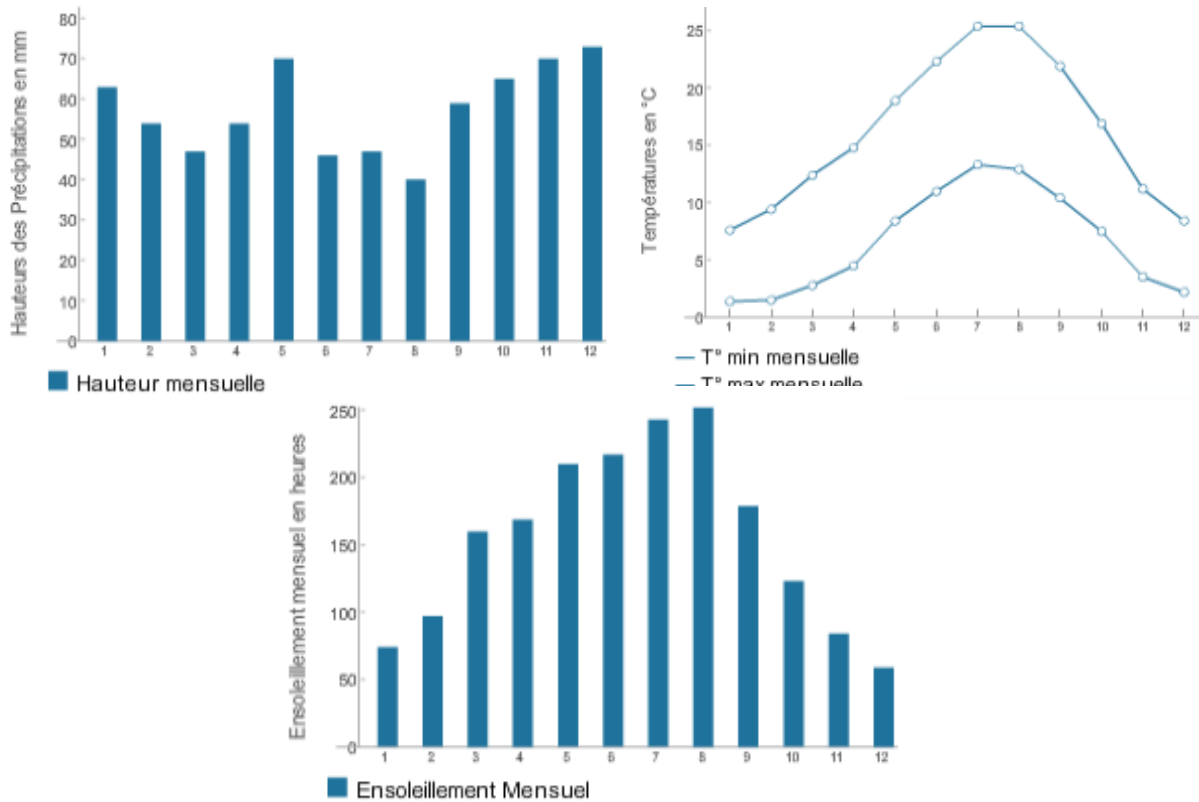 Hauteurs des Précipitations en mm
80
70
60
50
40
30
20
10
0
1 2 3 4 5 6 7 8 9 10 11 12
Hauteur mensuelle
Températures en °C
25
20
15
10
5
0
1 2 3 4 5 6 7 8 9 10 11 12
T° min mensuelle
T° max mensuelle
Ensoleillement mensuel en heures
250
200
150
100
50
0
1 2 3 4 5 6 7 8 9 10 11 12
Ensoleillement Mensuel